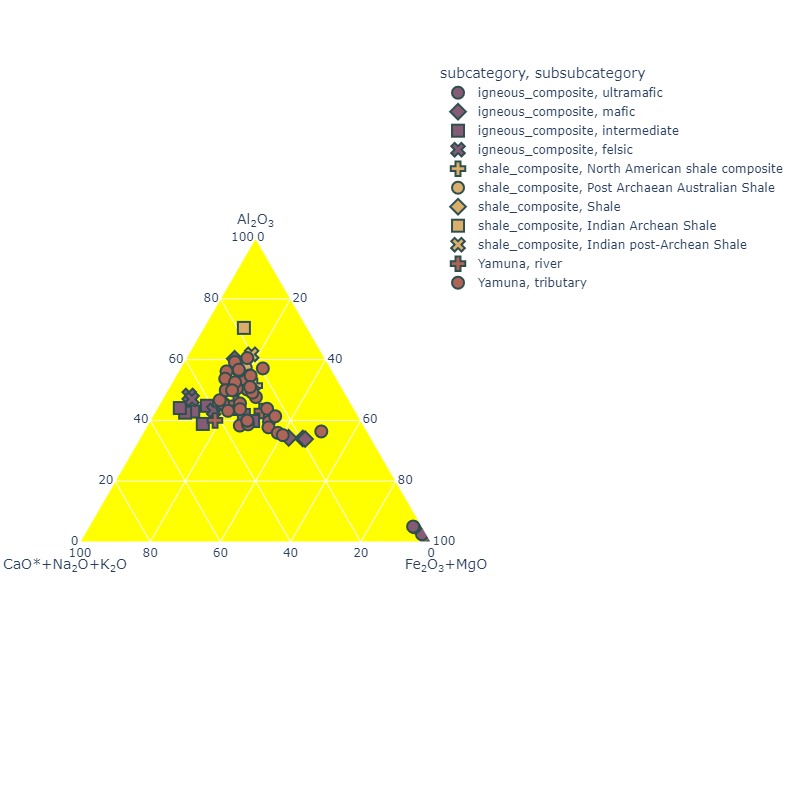 subcategory, subsubcategory
igneous_composite, ultramafic
igneous_composite, mafic
igneous_composite, intermediate
igneous_composite, felsic
shale_composite, North American shale composite
shale_composite, Post Archaean Australian Shale
shale_composite, Shale
shale_composite, Indian Archean Shale
shale_composite, Indian post-Archean Shale
Yamuna, river
Yamuna, tributary
Al₂O₃
100 0
80 20
60 40
40 60
20 80
0 100
100 80 60 40 20 0
CaO*+Na₂O+K₂O Fe₂O₃+MgO